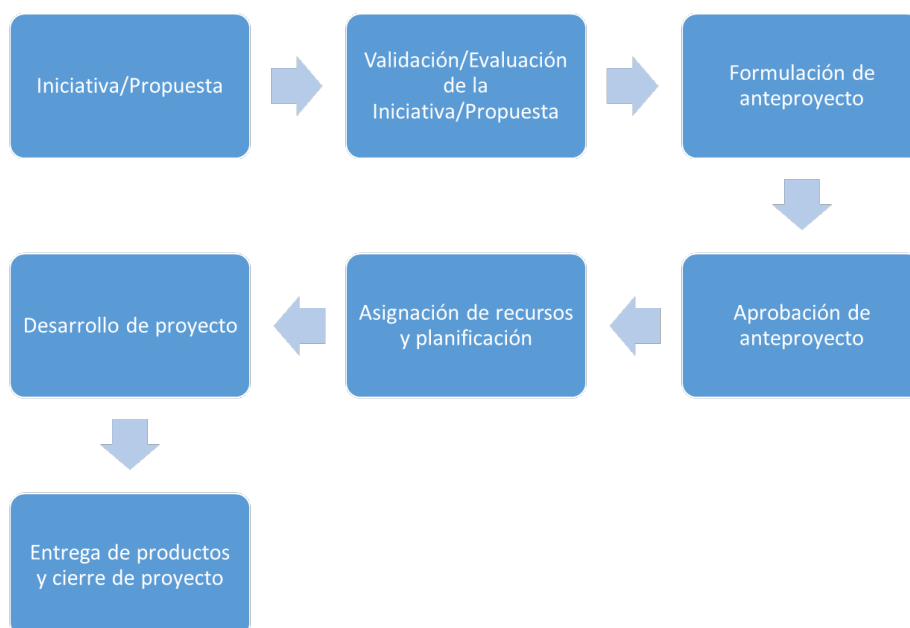 Iniciativa/Propuesta
Validación/Evaluación
de la
Iniciativa/Propuesta
Formulación de
anteproyecto
Aprobación de
anteproyecto
Asignación de recursos
y planificación
Desarrollo de proyecto
Entrega de productos
y cierre de proyecto